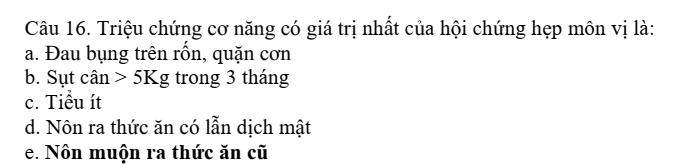 Câu 16. Triệu chứng cơ năng có giá trị nhất của hội chứng hẹp môn vị là:
a. Đau bụng trên rốn, quặn cơn
b. Sụt cân > 5Kg trong 3 tháng
c. Tiểu ít
d. Nôn ra thức ăn có lẫn dịch mật
e. Nôn muộn ra thức ăn cũ